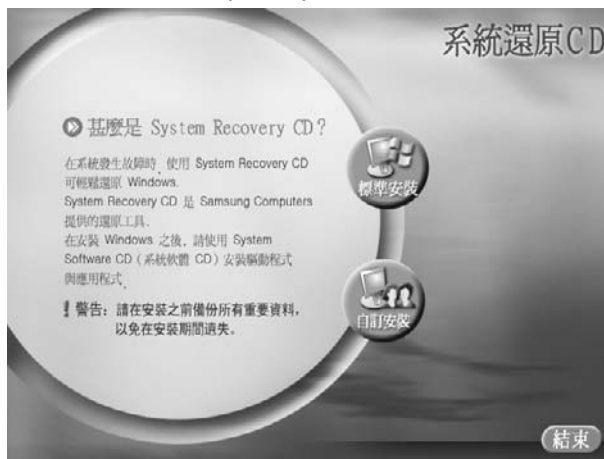 系統還原CD
甚麼是 System Recovery CD?
在系統發生故障時, 使用 System Recovery CD
可輕鬆還原 Windows.
System Recovery CD 是 Samsung Computers
提供的還原工具.
在安裝 Windows 之後, 請使用 System
Software CD (系統軟體 CD) 安裝驅動程式
與應用程式.
! 警告: 請在安裝之前備份所有重要資料,
以免在安裝期間遺失。
標準安裝
自訂安裝
結束